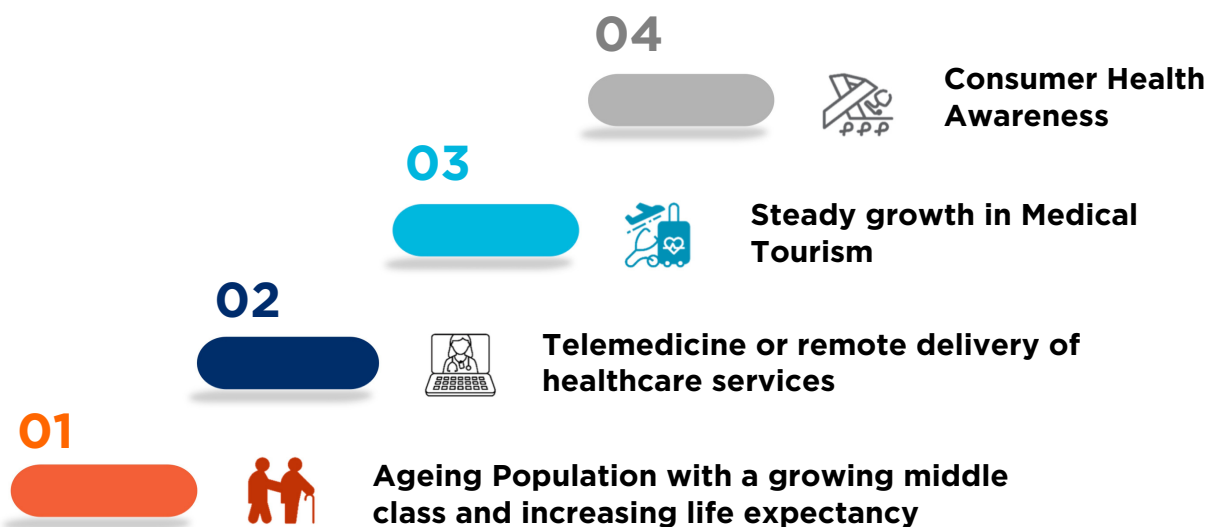 04
Consumer Health
Awareness
03
Steady growth in Medical
Tourism
02
Telemedicine or remote delivery of
healthcare services
01
Ageing Population with a growing middle
class and increasing life expectancy